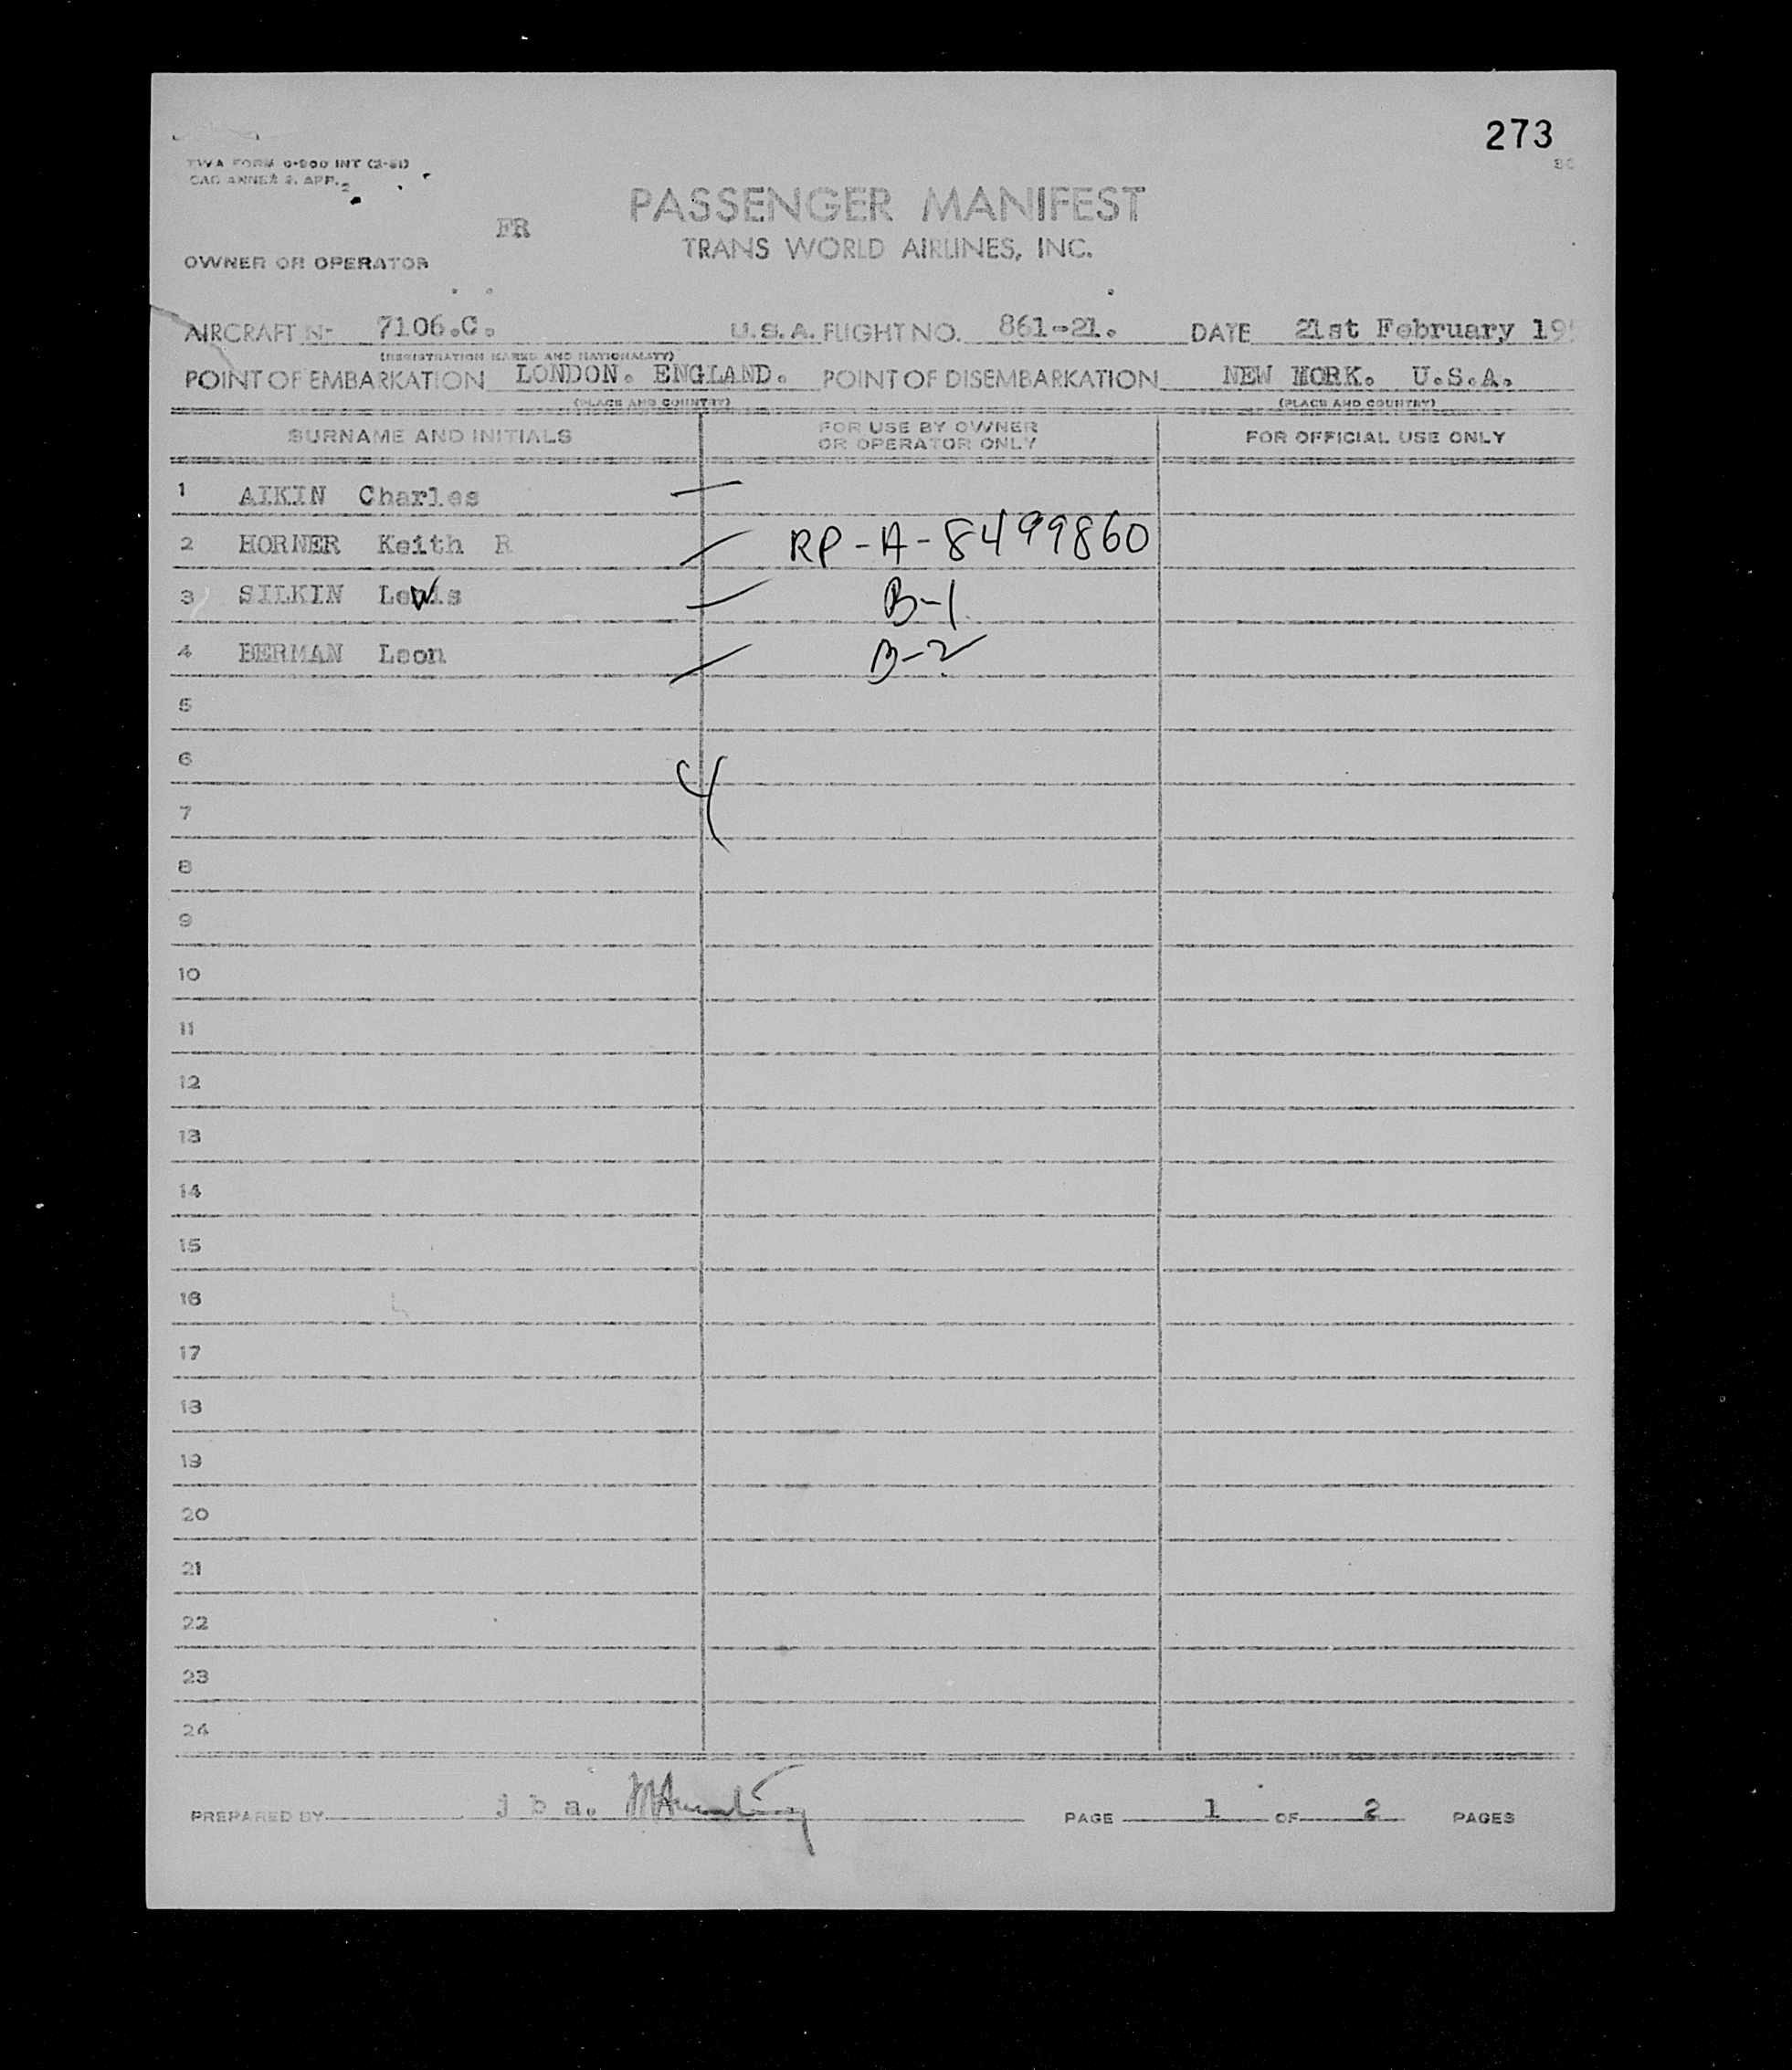 273
TWA FORM 0-900 INT (2-51)
CAO ANNEX 9. APP. 2
FR
PASSENGER MANIFEST
TRANS WORLD AIRLINES, INC.
OWNER OR OPERATOR
AIRCRAFT N- 7106.C. U.S.A. FLIGHT NO. 861-21. DATE 21st February 19
(REGISTRATION MARKS AND NATIONALITY)
POINT OF EMBARKATION LONDON. ENGLAND. POINT OF DISEMBARKATION NEW YORK. U.S.A.
(PLACE AND COUNTRY) (PLACE AND COUNTRY)
SURNAME AND INITIALS FOR USE BY OWNER OR OPERATOR ONLY FOR OFFICIAL USE ONLY
1 AIKIN Charles
2 HORNER Keith R RP-A-8499860
3 SILKIN Lewis B-1
4 BERMAN Leon B-2
5
6
4
7
8
9
10
11
12
13
14
15
16
17
18
19
20
21
22
23
24
PREPARED BY j b a. PAGE 1 OF 2 PAGES